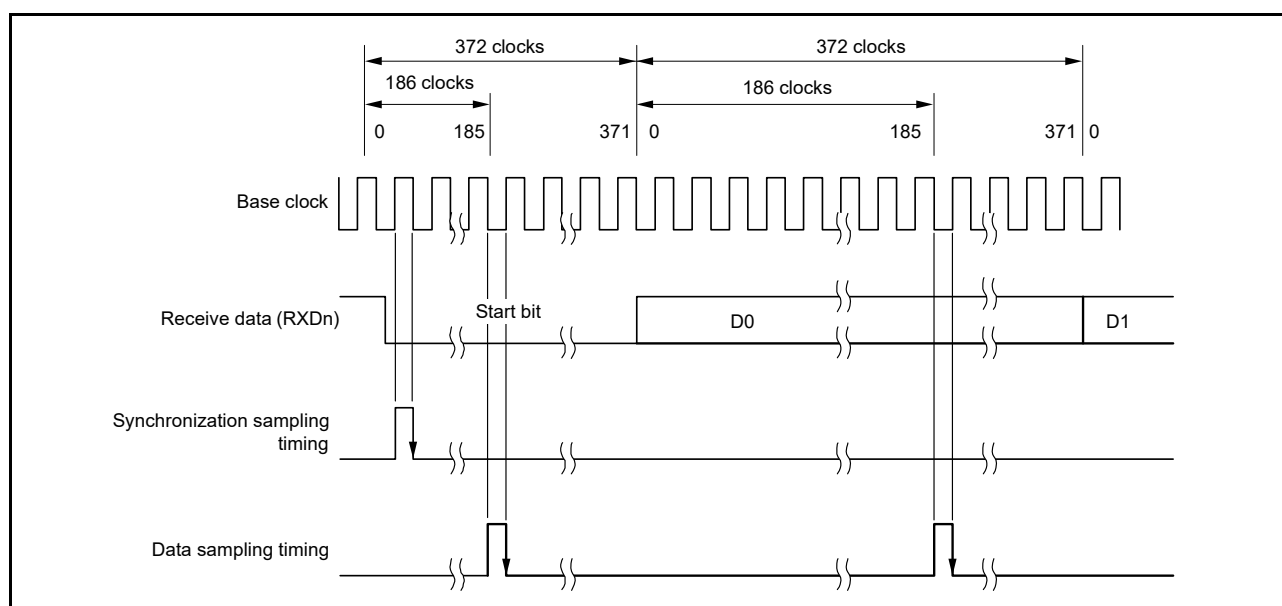 372 clocks 372 clocks
186 clocks 186 clocks
0 185 371 0 185 371 0
Base clock
Receive data (RXDn) Start bit D0 D1
Synchronization sampling
timing
Data sampling timing